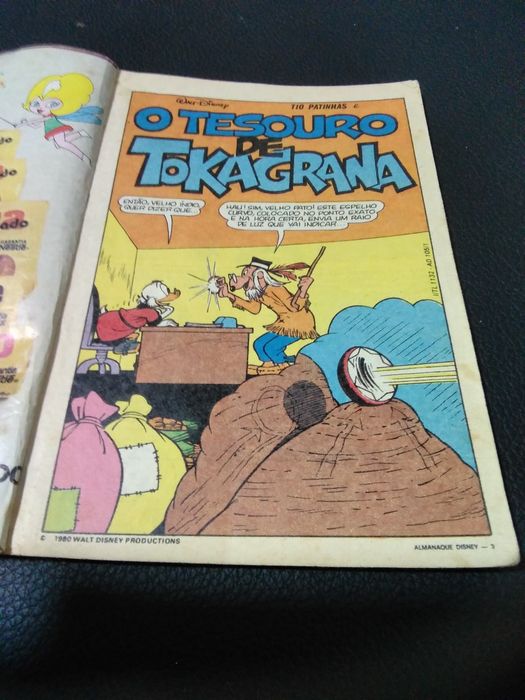 Walt Disney
TIO PATINHAS E
O TESOURO
DE
TŌKAGRANA
ENTÃO, VELHO ÍNDIO,
QUER DIZER QUE...
HAU! SIM, VELHO PATO! ESTE ESPELHO
CURVO, COLOCADO NO PONTO EXATO
E NA HORA CERTA, ENVIA UM RAIO
DE LUZ QUE VAI INDICAR...
© 1980 WALT DISNEY PRODUCTIONS
ALMANAQUE DISNEY — 3